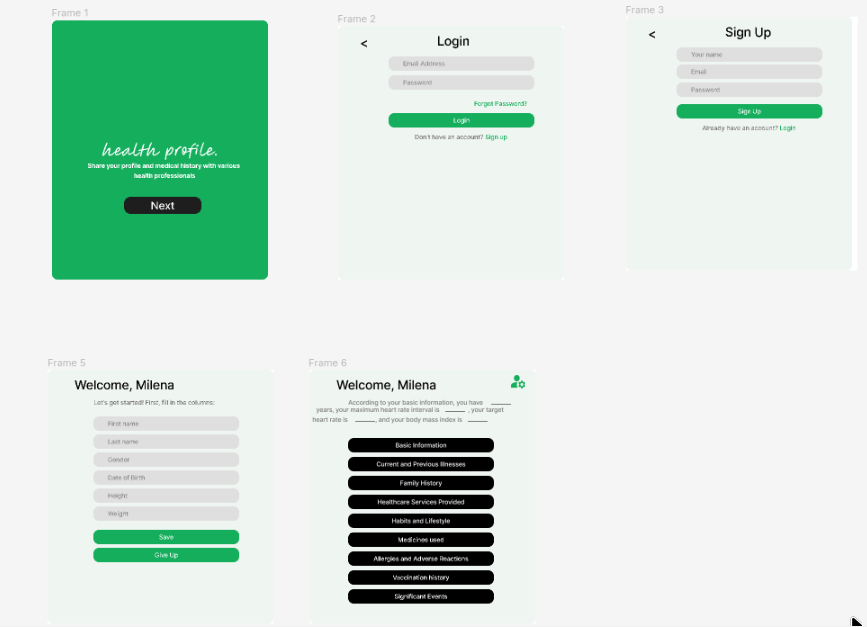 Frame 1
health profile.
Share your profile and medical history with various
health professionals
Next
Frame 2
<
Login
Email Address
Password
Forgot Password?
Login
Don't have an account? Sign up
Frame 3
<
Sign Up
Your name
Email
Password
Sign Up
Already have an account? Login
Frame 5
Welcome, Milena
Let's get started! First, fill in the columns:
First name
Last name
Gender
Date of Birth
Height
Weight
Save
Give Up
Frame 6
Welcome, Milena
According to your basic information, you have ____
years, your maximum heart rate interval is ____ , your target
heart rate is ____, and your body mass index is ____
Basic Information
Current and Previous Illnesses
Family History
Healthcare Services Provided
Habits and Lifestyle
Medicines used
Allergies and Adverse Reactions
Vaccination history
Significant Events